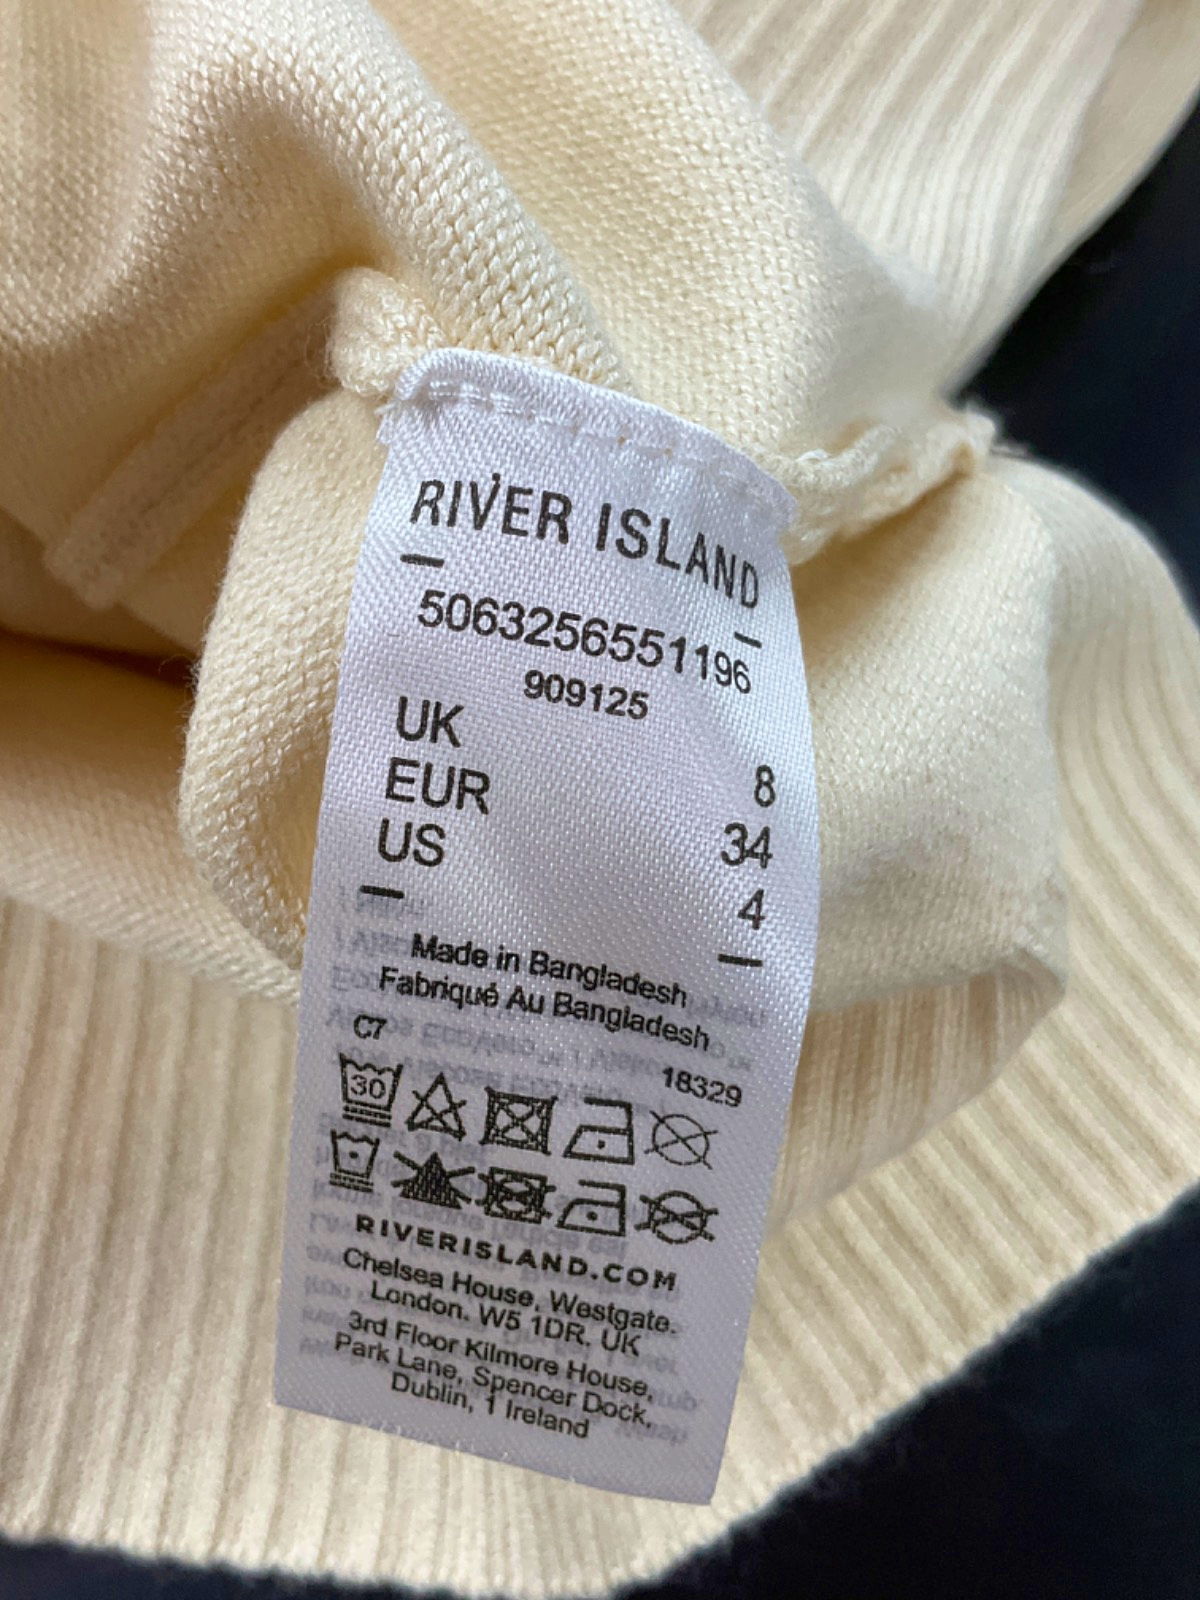 RIVER ISLAND
5063256551196
909125
UK 8
EUR 34
US 4
Made in Bangladesh
Fabriqué Au Bangladesh
C7 18329
30
RIVERISLAND.COM
Chelsea House, Westgate.
London. W5 1DR. UK
3rd Floor Kilmore House,
Park Lane, Spencer Dock,
Dublin, 1 Ireland